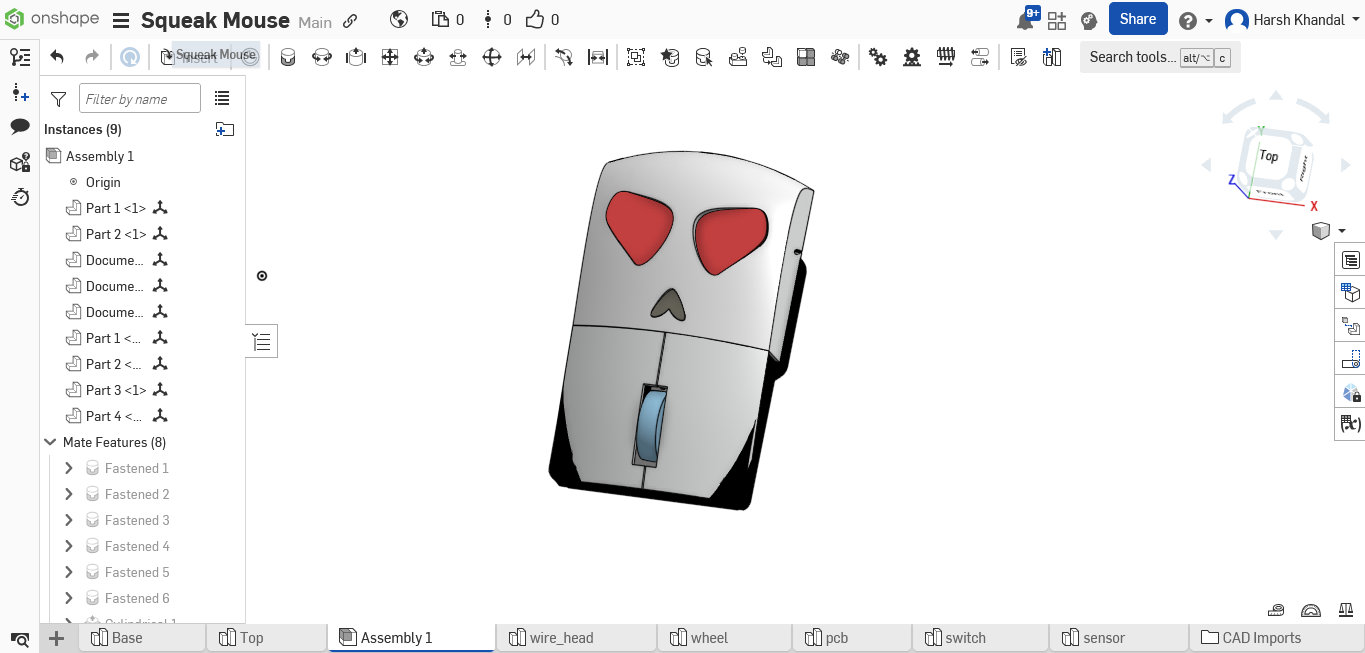 onshape Squeak Mouse Main 0 0 0 9+ Share Harsh Khandal
Squeak Mouse Search tools... alt/⌥ c
Filter by name
Instances (9)
Assembly 1
Origin
Part 1 <1>
Part 2 <1>
Docume...
Docume...
Docume...
Part 1 <...
Part 2 <...
Part 3 <1>
Part 4 <...
Mate Features (8)
Fastened 1
Fastened 2
Fastened 3
Fastened 4
Fastened 5
Fastened 6
Cylindrical 1
Y
Top
Right
Z
Front
X
(x)
Base Top Assembly 1 wire_head wheel pcb switch sensor CAD Imports